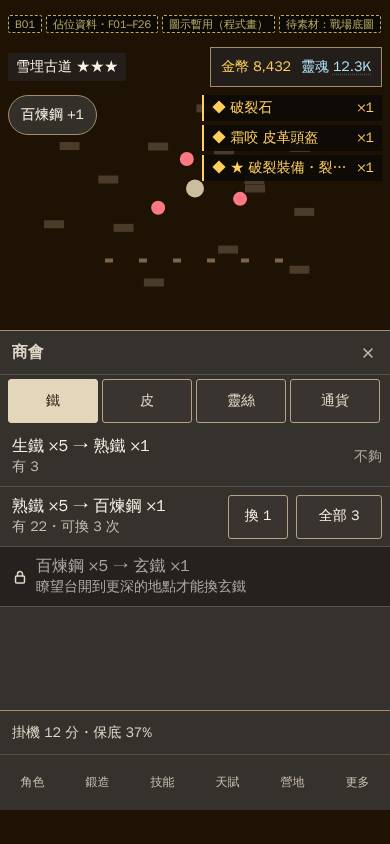 B01 佔位資料・F01–F26 圖示暫用（程式畫） 待素材：戰場底圖
雪埋古道 ★★★
金幣 8,432 靈魂 12.3K
百煉鋼 +1
◆ 破裂石 ×1
◆ 霜咬 皮革頭盔 ×1
◆ ★ 破裂裝備・裂⋯ ×1
商會 ×
鐵 皮 靈絲 通貨
生鐵 ×5 → 熟鐵 ×1
有 3
不夠
熟鐵 ×5 → 百煉鋼 ×1
有 22・可換 3 次
換 1 全部 3
百煉鋼 ×5 → 玄鐵 ×1
瞭望台開到更深的地點才能換玄鐵
掛機 12 分・保底 37%
角色 鍛造 技能 天賦 營地 更多